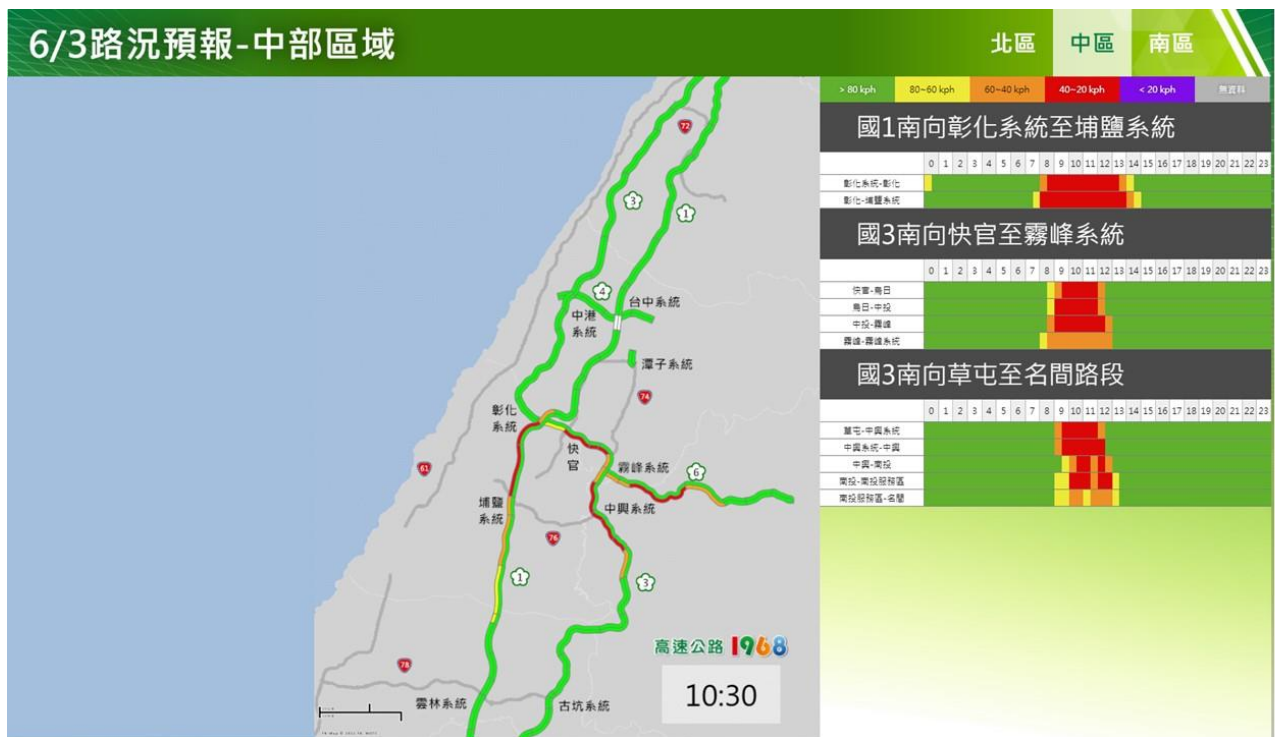 6/3路況預報-中部區域
北區 中區 南區
> 80 kph 80~60 kph 60~40 kph 40~20 kph < 20 kph 無資料
國1南向彰化系統至埔鹽系統
0 1 2 3 4 5 6 7 8 9 10 11 12 13 14 15 16 17 18 19 20 21 22 23
彰化系統-彰化
彰化-埔鹽系統
國3南向快官至霧峰系統
0 1 2 3 4 5 6 7 8 9 10 11 12 13 14 15 16 17 18 19 20 21 22 23
快官-烏日
烏日-中投
中投-霧峰
霧峰-霧峰系統
國3南向草屯至名間路段
0 1 2 3 4 5 6 7 8 9 10 11 12 13 14 15 16 17 18 19 20 21 22 23
草屯-中興系統
中興系統-中興
中興-南投
南投-南投服務區
南投服務區-名間
72
3
1
4
台中系統
中港
系統
潭子系統
74
彰化
系統
快
官
61
霧峰系統
6
埔鹽
系統
中興系統
76
1
3
高速公路1968
78
10:30
雲林系統
古坑系統